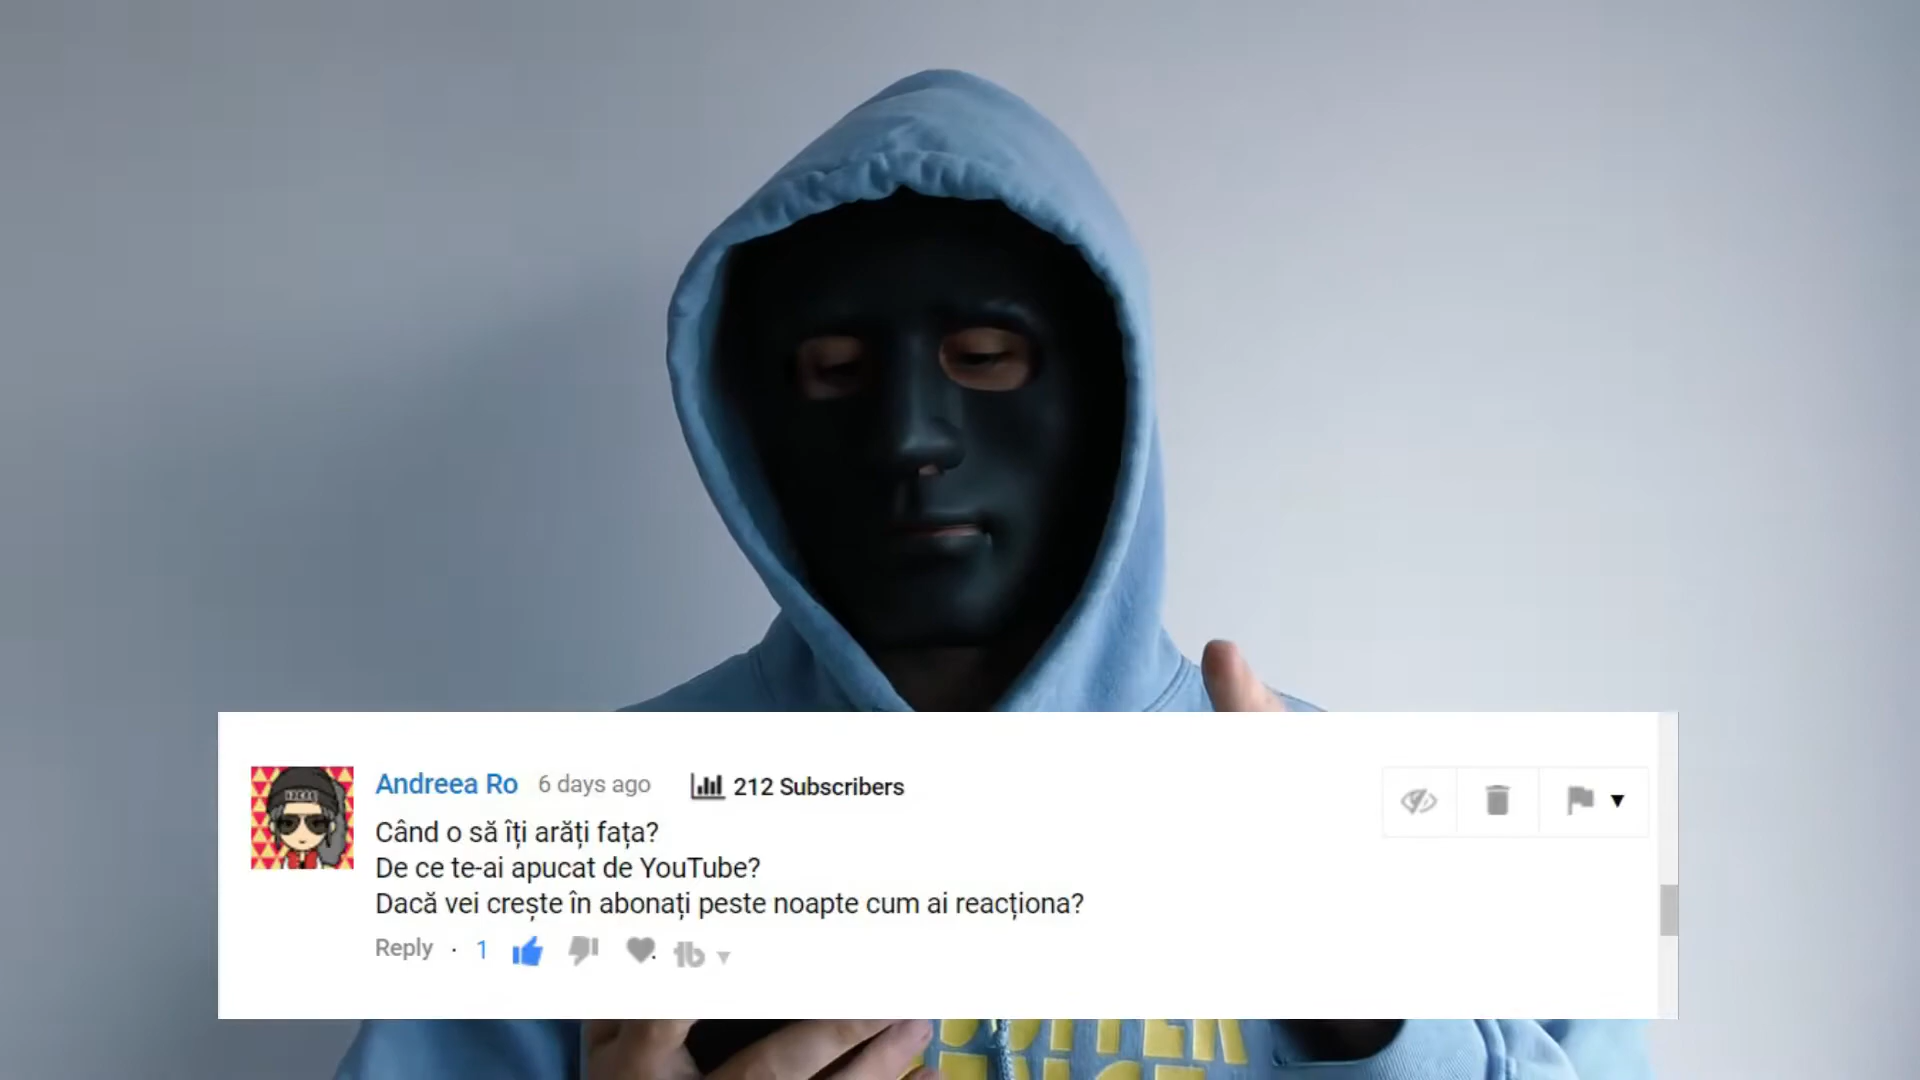 Andreea Ro 6 days ago 212 Subscribers
Când o să îți arăți fața?
De ce te-ai apucat de YouTube?
Dacă vei crește în abonați peste noapte cum ai reacționa?
Reply · 1